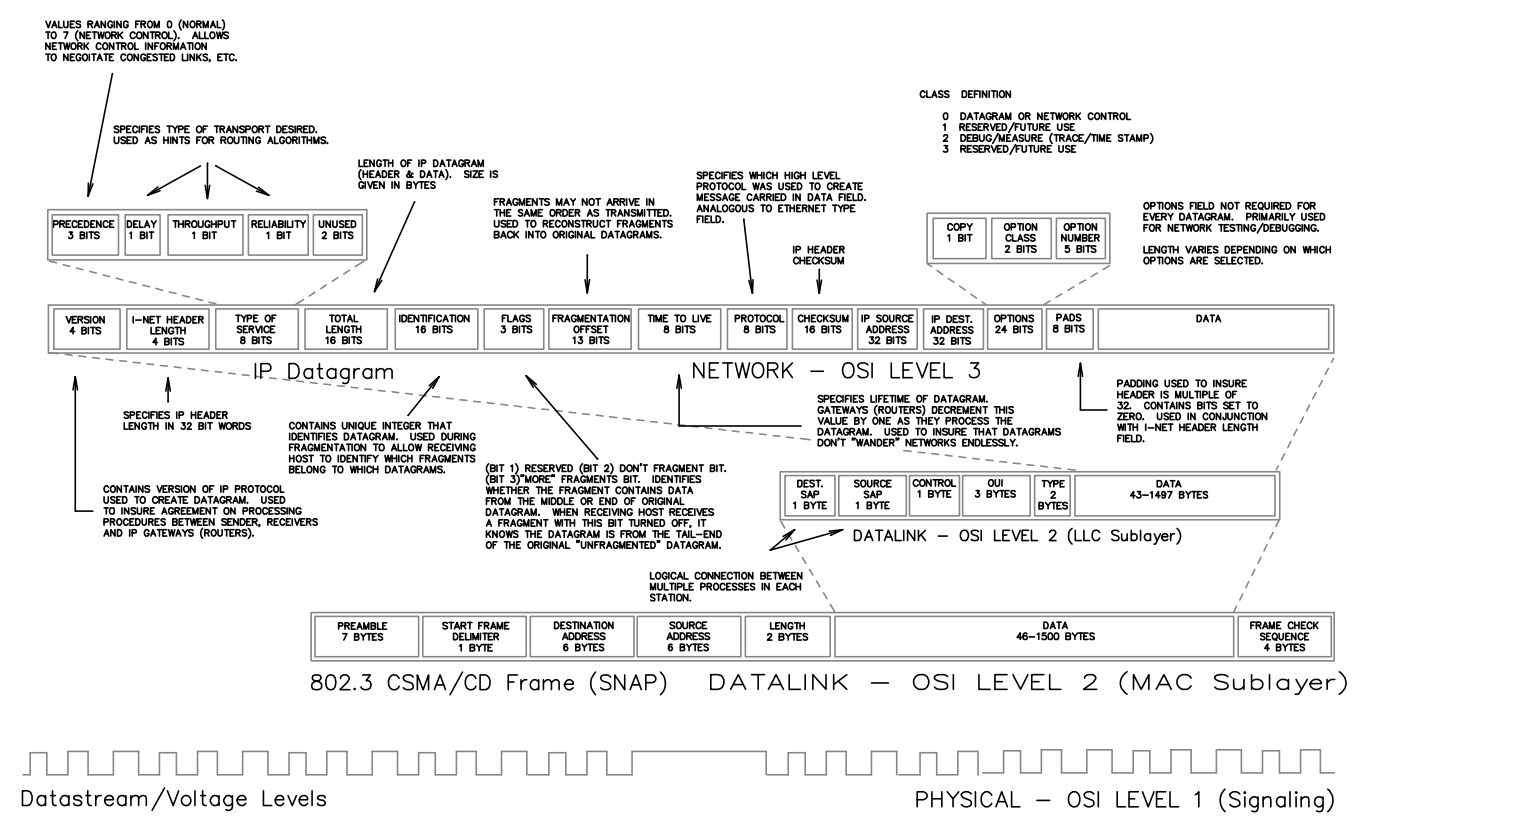 VALUES RANGING FROM 0 (NORMAL)
TO 7 (NETWORK CONTROL). ALLOWS
NETWORK CONTROL INFORMATION
TO NEGOITATE CONGESTED LINKS, ETC.
SPECIFIES TYPE OF TRANSPORT DESIRED.
USED AS HINTS FOR ROUTING ALGORITHMS.
LENGTH OF IP DATAGRAM
(HEADER & DATA). SIZE IS
GIVEN IN BYTES
FRAGMENTS MAY NOT ARRIVE IN
THE SAME ORDER AS TRANSMITTED.
USED TO RECONSTRUCT FRAGMENTS
BACK INTO ORIGINAL DATAGRAMS.
SPECIFIES WHICH HIGH LEVEL
PROTOCOL WAS USED TO CREATE
MESSAGE CARRIED IN DATA FIELD.
ANALOGOUS TO ETHERNET TYPE
FIELD.
IP HEADER
CHECKSUM
CLASS DEFINITION
0 DATAGRAM OR NETWORK CONTROL
1 RESERVED/FUTURE USE
2 DEBUG/MEASURE (TRACE/TIME STAMP)
3 RESERVED/FUTURE USE
OPTIONS FIELD NOT REQUIRED FOR
EVERY DATAGRAM. PRIMARILY USED
FOR NETWORK TESTING/DEBUGGING.
LENGTH VARIES DEPENDING ON WHICH
OPTIONS ARE SELECTED.
PRECEDENCE
3 BITS
DELAY
1 BIT
THROUGHPUT
1 BIT
RELIABILITY
1 BIT
UNUSED
2 BITS
COPY
1 BIT
OPTION
CLASS
2 BITS
OPTION
NUMBER
5 BITS
VERSION
4 BITS
I-NET HEADER
LENGTH
4 BITS
TYPE OF
SERVICE
8 BITS
TOTAL
LENGTH
16 BITS
IDENTIFICATION
16 BITS
FLAGS
3 BITS
FRAGMENTATION
OFFSET
13 BITS
TIME TO LIVE
8 BITS
PROTOCOL
8 BITS
CHECKSUM
16 BITS
IP SOURCE
ADDRESS
32 BITS
IP DEST.
ADDRESS
32 BITS
OPTIONS
24 BITS
PADS
8 BITS
DATA
IP Datagram
NETWORK – OSI LEVEL 3
SPECIFIES IP HEADER
LENGTH IN 32 BIT WORDS
CONTAINS UNIQUE INTEGER THAT
IDENTIFIES DATAGRAM. USED DURING
FRAGMENTATION TO ALLOW RECEIVING
HOST TO IDENTIFY WHICH FRAGMENTS
BELONG TO WHICH DATAGRAMS.
SPECIFIES LIFETIME OF DATAGRAM.
GATEWAYS (ROUTERS) DECREMENT THIS
VALUE BY ONE AS THEY PROCESS THE
DATAGRAM. USED TO INSURE THAT DATAGRAMS
DON'T "WANDER" NETWORKS ENDLESSLY.
PADDING USED TO INSURE
HEADER IS MULTIPLE OF
32. CONTAINS BITS SET TO
ZERO. USED IN CONJUNCTION
WITH I-NET HEADER LENGTH
FIELD.
CONTAINS VERSION OF IP PROTOCOL
USED TO CREATE DATAGRAM. USED
TO INSURE AGREEMENT ON PROCESSING
PROCEDURES BETWEEN SENDER, RECEIVERS
AND IP GATEWAYS (ROUTERS).
(BIT 1) RESERVED (BIT 2) DON'T FRAGMENT BIT.
(BIT 3)"MORE" FRAGMENTS BIT. IDENTIFIES
WHETHER THE FRAGMENT CONTAINS DATA
FROM THE MIDDLE OR END OF ORIGINAL
DATAGRAM. WHEN RECEIVING HOST RECEIVES
A FRAGMENT WITH THIS BIT TURNED OFF, IT
KNOWS THE DATAGRAM IS FROM THE TAIL-END
OF THE ORIGINAL "UNFRAGMENTED" DATAGRAM.
DEST.
SAP
1 BYTE
SOURCE
SAP
1 BYTE
CONTROL
1 BYTE
OUI
3 BYTES
TYPE
2
BYTES
DATA
43-1497 BYTES
DATALINK – OSI LEVEL 2 (LLC Sublayer)
LOGICAL CONNECTION BETWEEN
MULTIPLE PROCESSES IN EACH
STATION.
PREAMBLE
7 BYTES
START FRAME
DELIMITER
1 BYTE
DESTINATION
ADDRESS
6 BYTES
SOURCE
ADDRESS
6 BYTES
LENGTH
2 BYTES
DATA
46-1500 BYTES
FRAME CHECK
SEQUENCE
4 BYTES
802.3 CSMA/CD Frame (SNAP)
DATALINK – OSI LEVEL 2 (MAC Sublayer)
Datastream/Voltage Levels
PHYSICAL – OSI LEVEL 1 (Signaling)